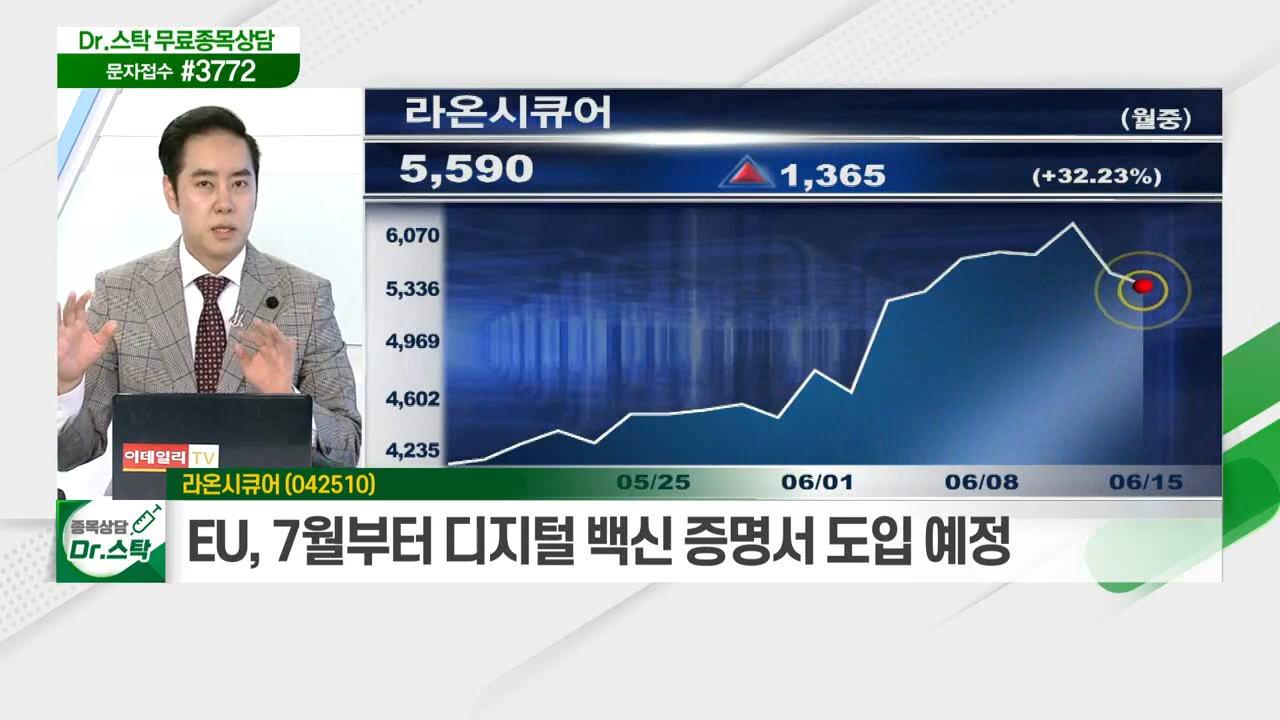 Dr.스탁 무료종목상담
문자접수 #3772
라온시큐어 (월중)
5,590 1,365 (+32.23%)
6,070
5,336
4,969
4,602
4,235
05/25 06/01 06/08 06/15
이데일리 TV
라온시큐어 (042510)
종목상담
Dr.스탁
EU, 7월부터 디지털 백신 증명서 도입 예정